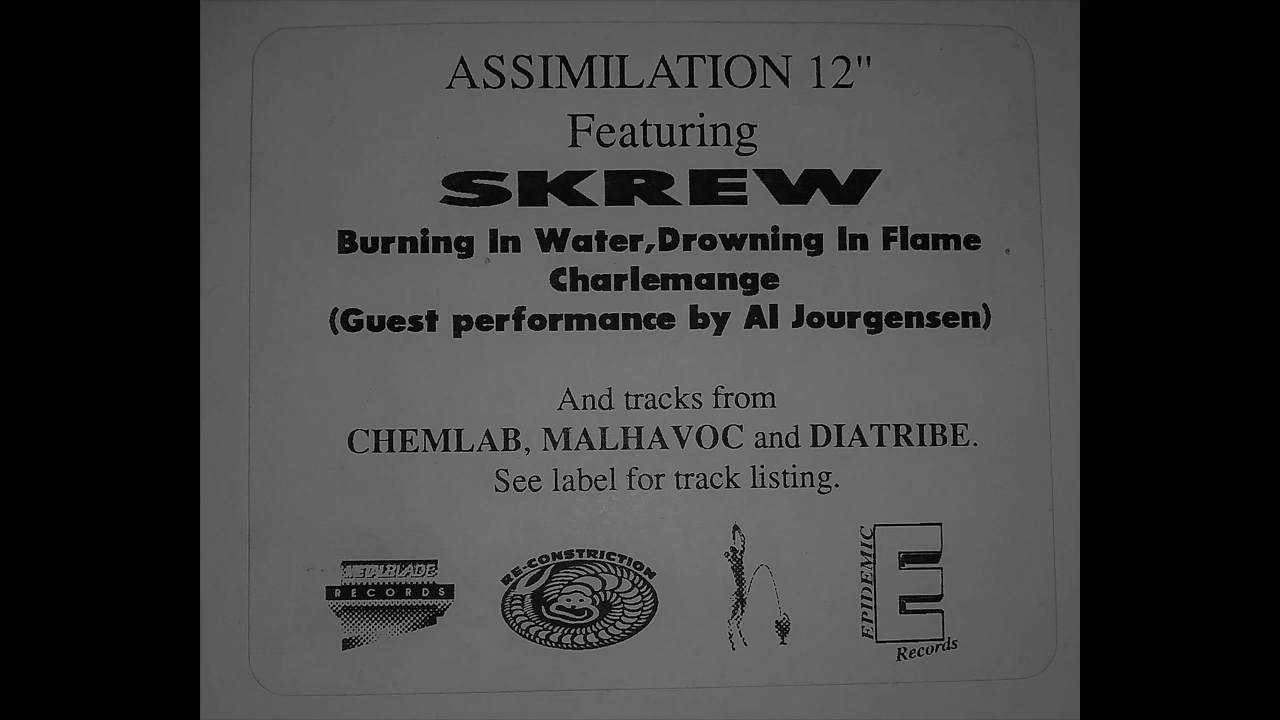 ASSIMILATION 12"
Featuring
SKREW
Burning In Water,Drowning In Flame
Charlemange
(Guest performance by Al Jourgensen)
And tracks from
CHEMLAB, MALHAVOC and DIATRIBE.
See label for track listing.
METALBLADE
RECORDS
RE-CONSTRICTION
EPIDEMIC
E
Records